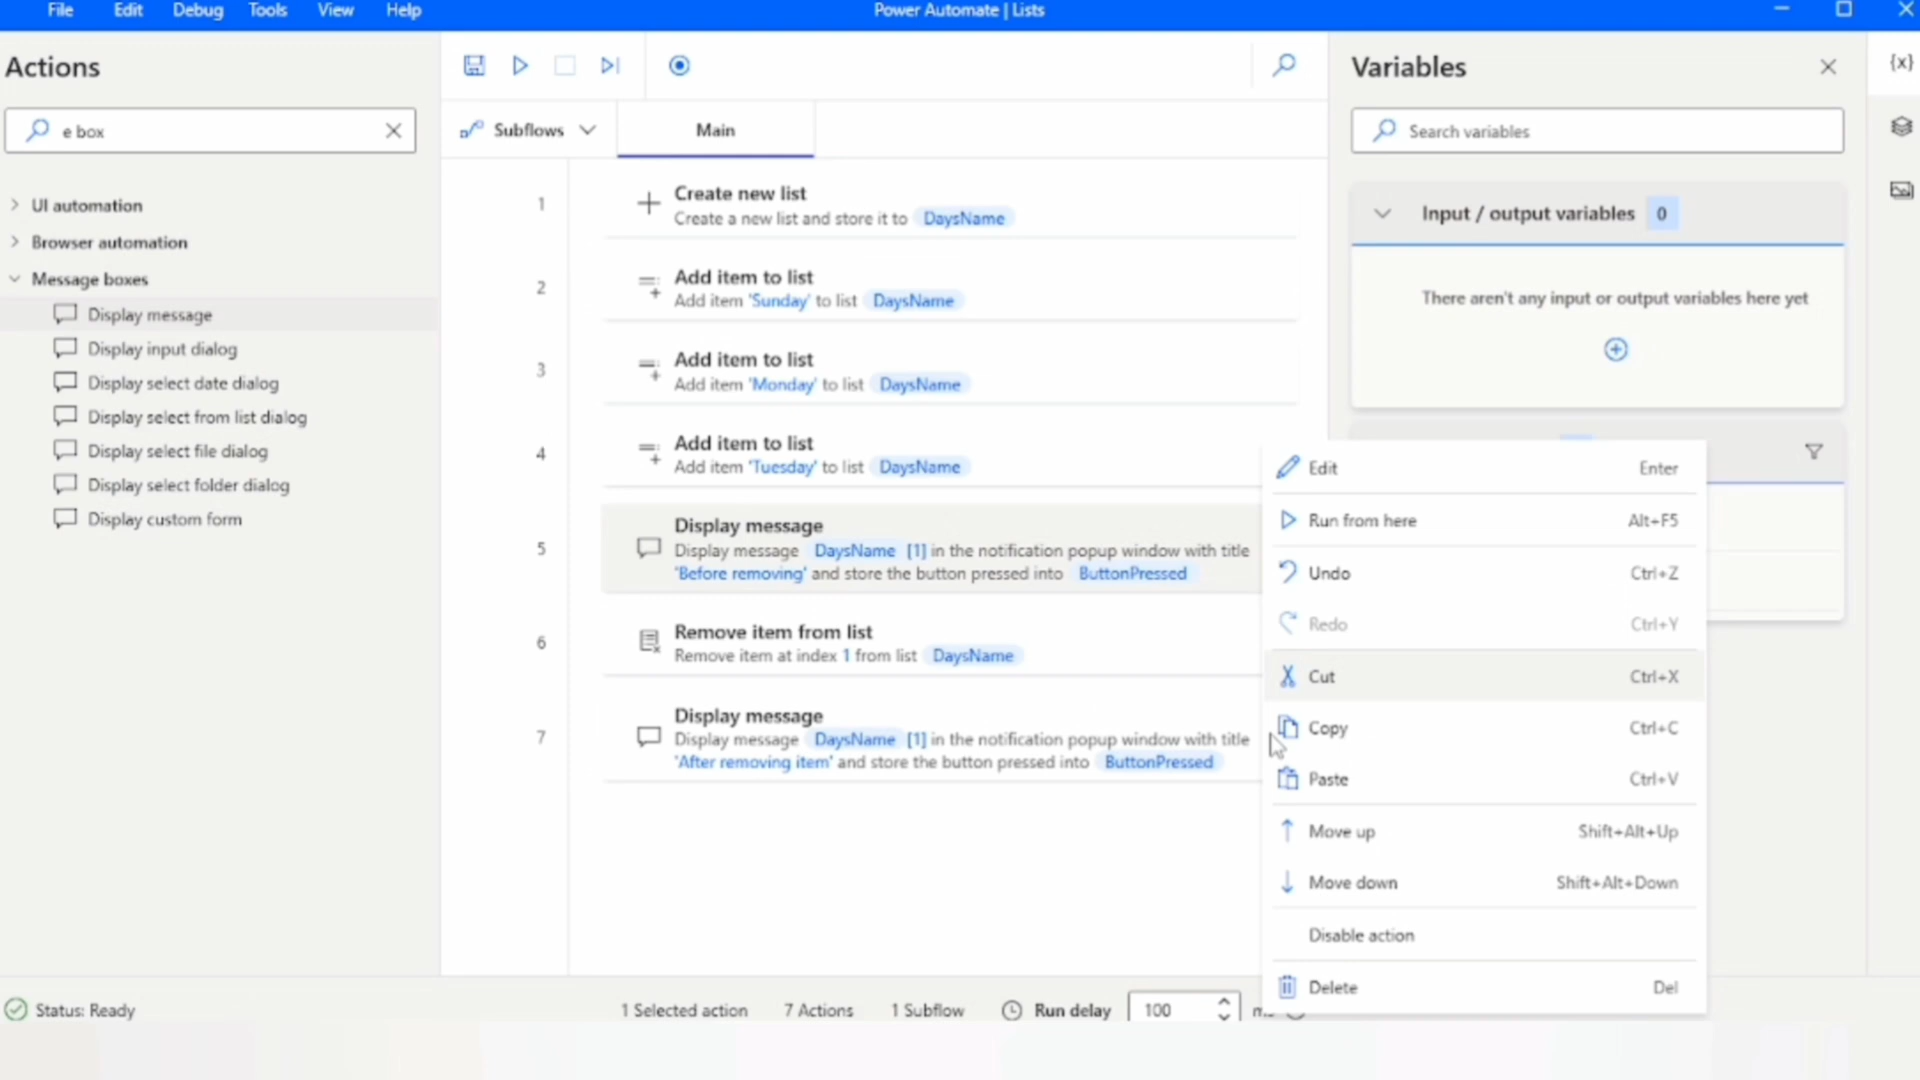 File Edit Debug Tools View Help
Power Automate | Lists
Actions
e box
UI automation
Browser automation
Message boxes
Display message
Display input dialog
Display select date dialog
Display select from list dialog
Display select file dialog
Display select folder dialog
Display custom form
Subflows
Main
1
Create new list
Create a new list and store it to DaysName
2
Add item to list
Add item 'Sunday' to list DaysName
3
Add item to list
Add item 'Monday' to list DaysName
4
Add item to list
Add item 'Tuesday' to list DaysName
5
Display message
Display message DaysName [1] in the notification popup window with title
'Before removing' and store the button pressed into ButtonPressed
6
Remove item from list
Remove item at index 1 from list DaysName
7
Display message
Display message DaysName [1] in the notification popup window with title
'After removing item' and store the button pressed into ButtonPressed
Variables
{x}
Search variables
Input / output variables 0
There aren't any input or output variables here yet
Edit Enter
Run from here Alt+F5
Undo Ctrl+Z
Redo Ctrl+Y
Cut Ctrl+X
Copy Ctrl+C
Paste Ctrl+V
Move up Shift+Alt+Up
Move down Shift+Alt+Down
Disable action
Delete Del
Status: Ready
1 Selected action
7 Actions
1 Subflow
Run delay
100